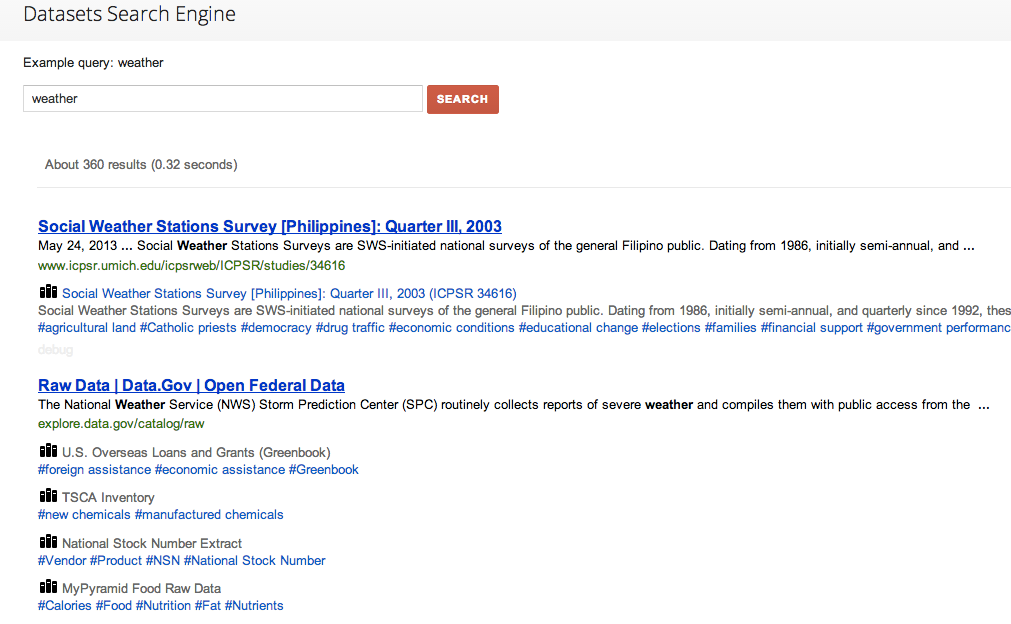 Datasets Search Engine
Example query: weather
weather
SEARCH
About 360 results (0.32 seconds)
Social Weather Stations Survey [Philippines]: Quarter III, 2003
May 24, 2013 ... Social Weather Stations Surveys are SWS-initiated national surveys of the general Filipino public. Dating from 1986, initially semi-annual, and ...
www.icpsr.umich.edu/icpsrweb/ICPSR/studies/34616
Social Weather Stations Survey [Philippines]: Quarter III, 2003 (ICPSR 34616)
Social Weather Stations Surveys are SWS-initiated national surveys of the general Filipino public. Dating from 1986, initially semi-annual, and quarterly since 1992, thes
#agricultural land #Catholic priests #democracy #drug traffic #economic conditions #educational change #elections #families #financial support #government performanc
debug
Raw Data | Data.Gov | Open Federal Data
The National Weather Service (NWS) Storm Prediction Center (SPC) routinely collects reports of severe weather and compiles them with public access from the ...
explore.data.gov/catalog/raw
U.S. Overseas Loans and Grants (Greenbook)
#foreign assistance #economic assistance #Greenbook
TSCA Inventory
#new chemicals #manufactured chemicals
National Stock Number Extract
#Vendor #Product #NSN #National Stock Number
MyPyramid Food Raw Data
#Calories #Food #Nutrition #Fat #Nutrients